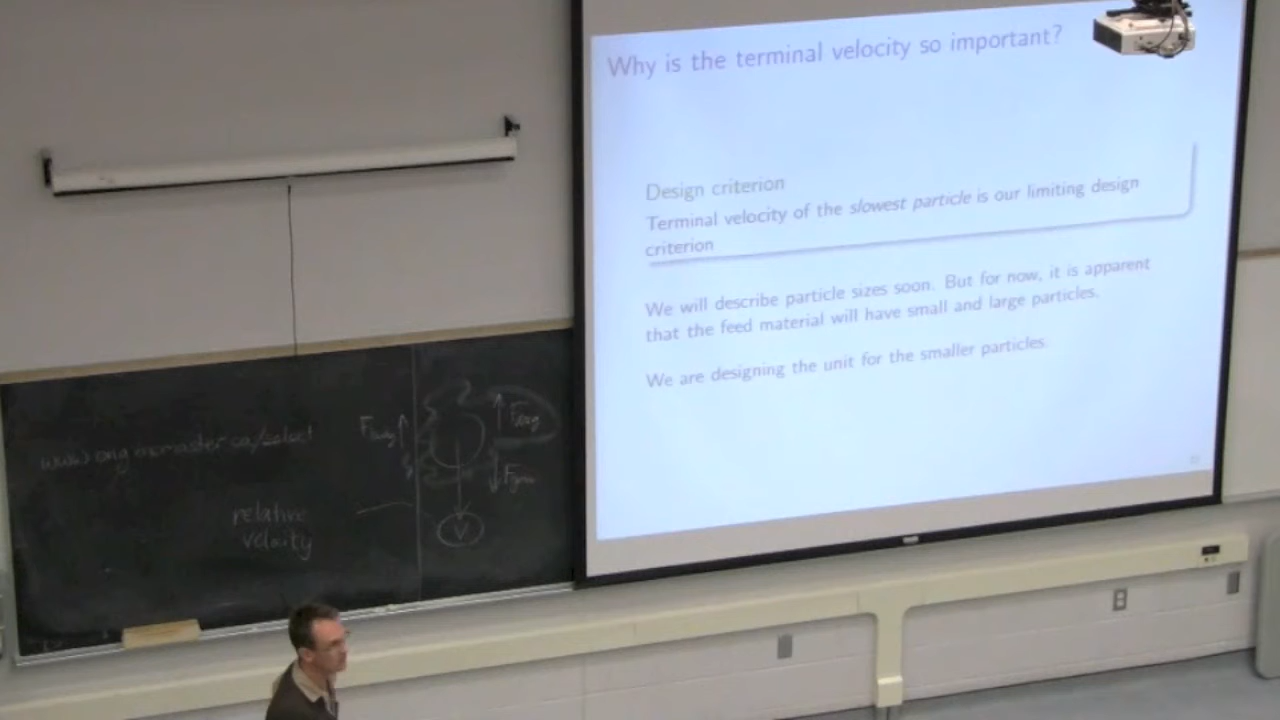 Why is the terminal velocity so important?
Design criterion
Terminal velocity of the slowest particle is our limiting design
criterion
We will describe particle sizes soon. But for now, it is apparent
that the feed material will have small and large particles.
We are designing the unit for the smaller particles.
relative
velocity
F
F
F
V